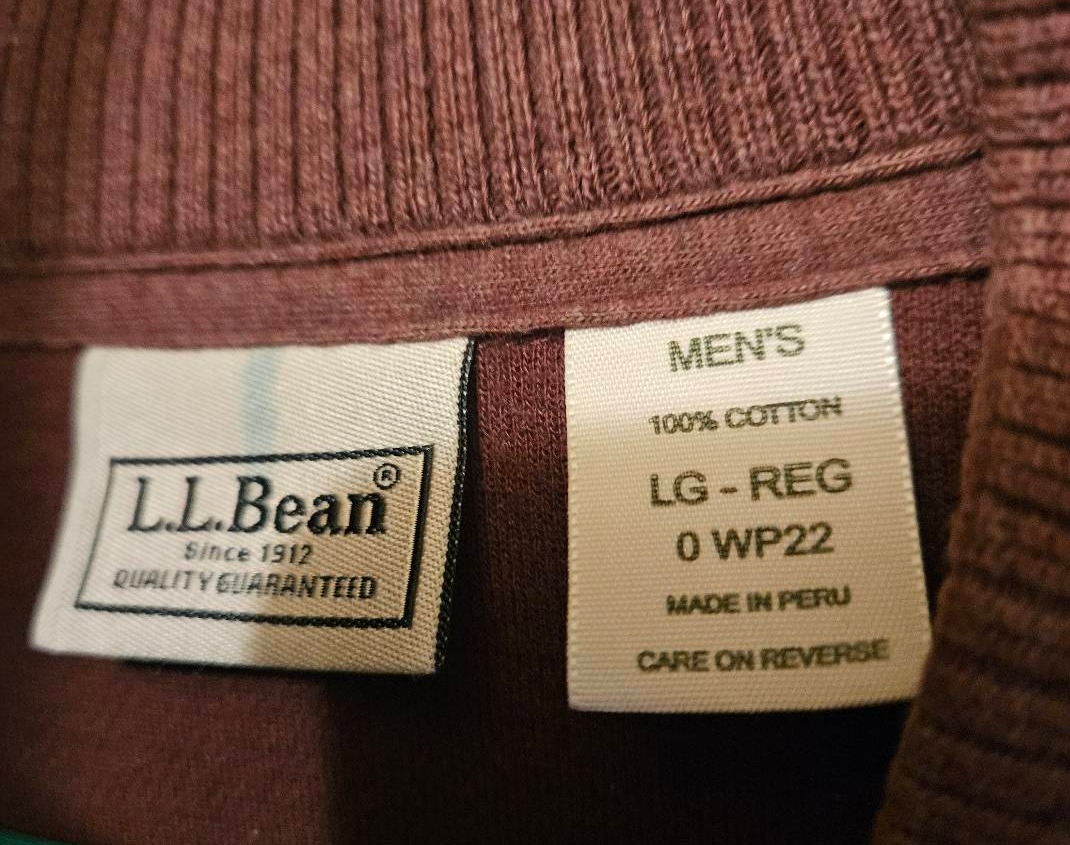 L.L.Bean®
Since 1912
QUALITY GUARANTEED
MEN'S
100% COTTON
LG - REG
0 WP22
MADE IN PERU
CARE ON REVERSE